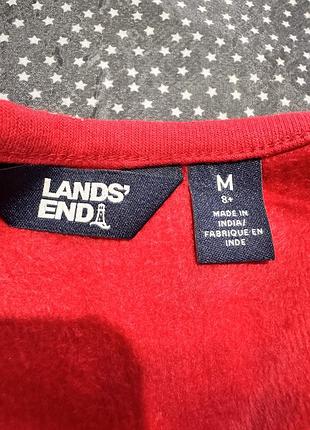 LANDS'
END
M
8+
MADE IN
INDIA/
FABRIQUÉ EN
INDE